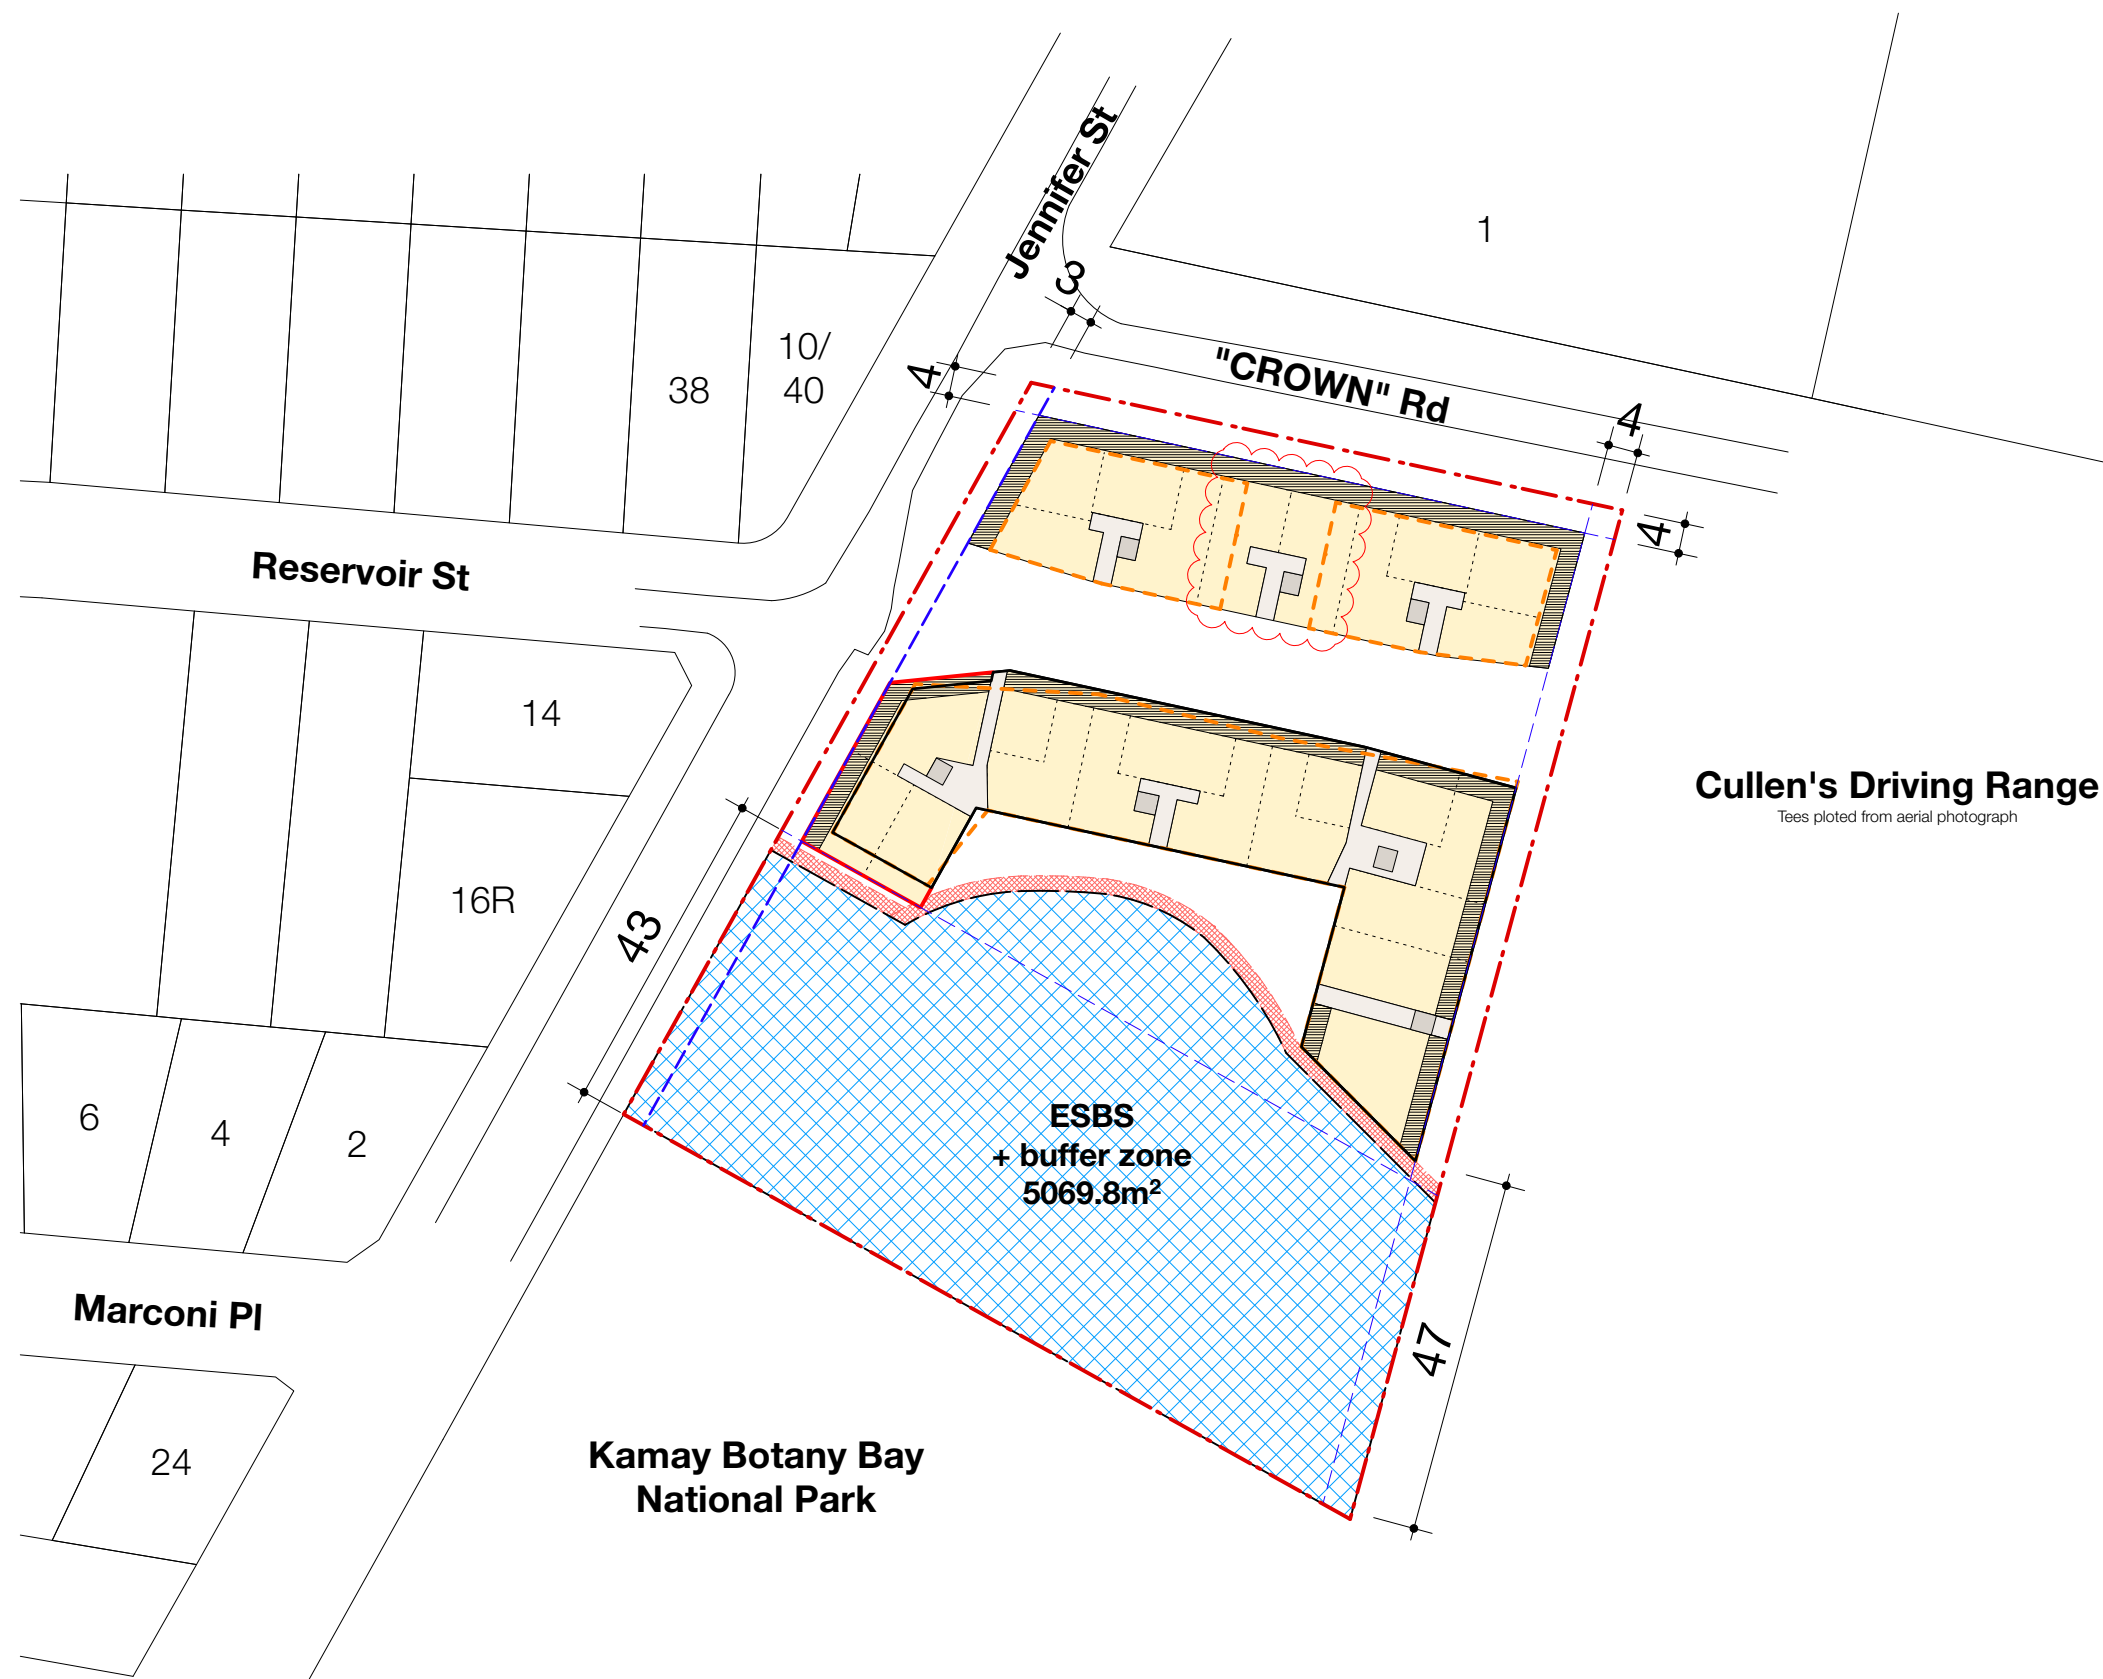 Jennifer St
1
3
10/
40
38
4
"CROWN" Rd
4
4
Reservoir St
14
Cullen's Driving Range
Tees ploted from aerial photograph
16R
43
6
4
2
ESBS
+ buffer zone
5069.8m²
Marconi Pl
47
24
Kamay Botany Bay
National Park